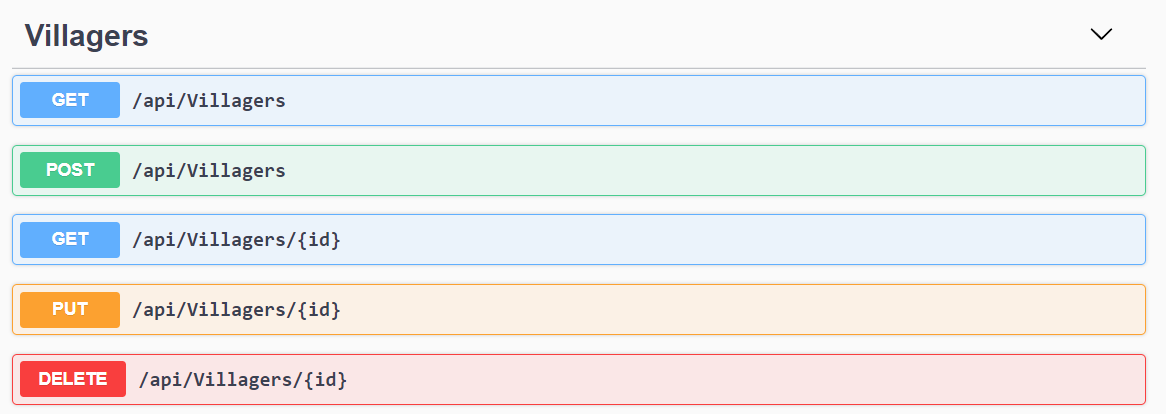 Villagers
GET /api/Villagers
POST /api/Villagers
GET /api/Villagers/{id}
PUT /api/Villagers/{id}
DELETE /api/Villagers/{id}